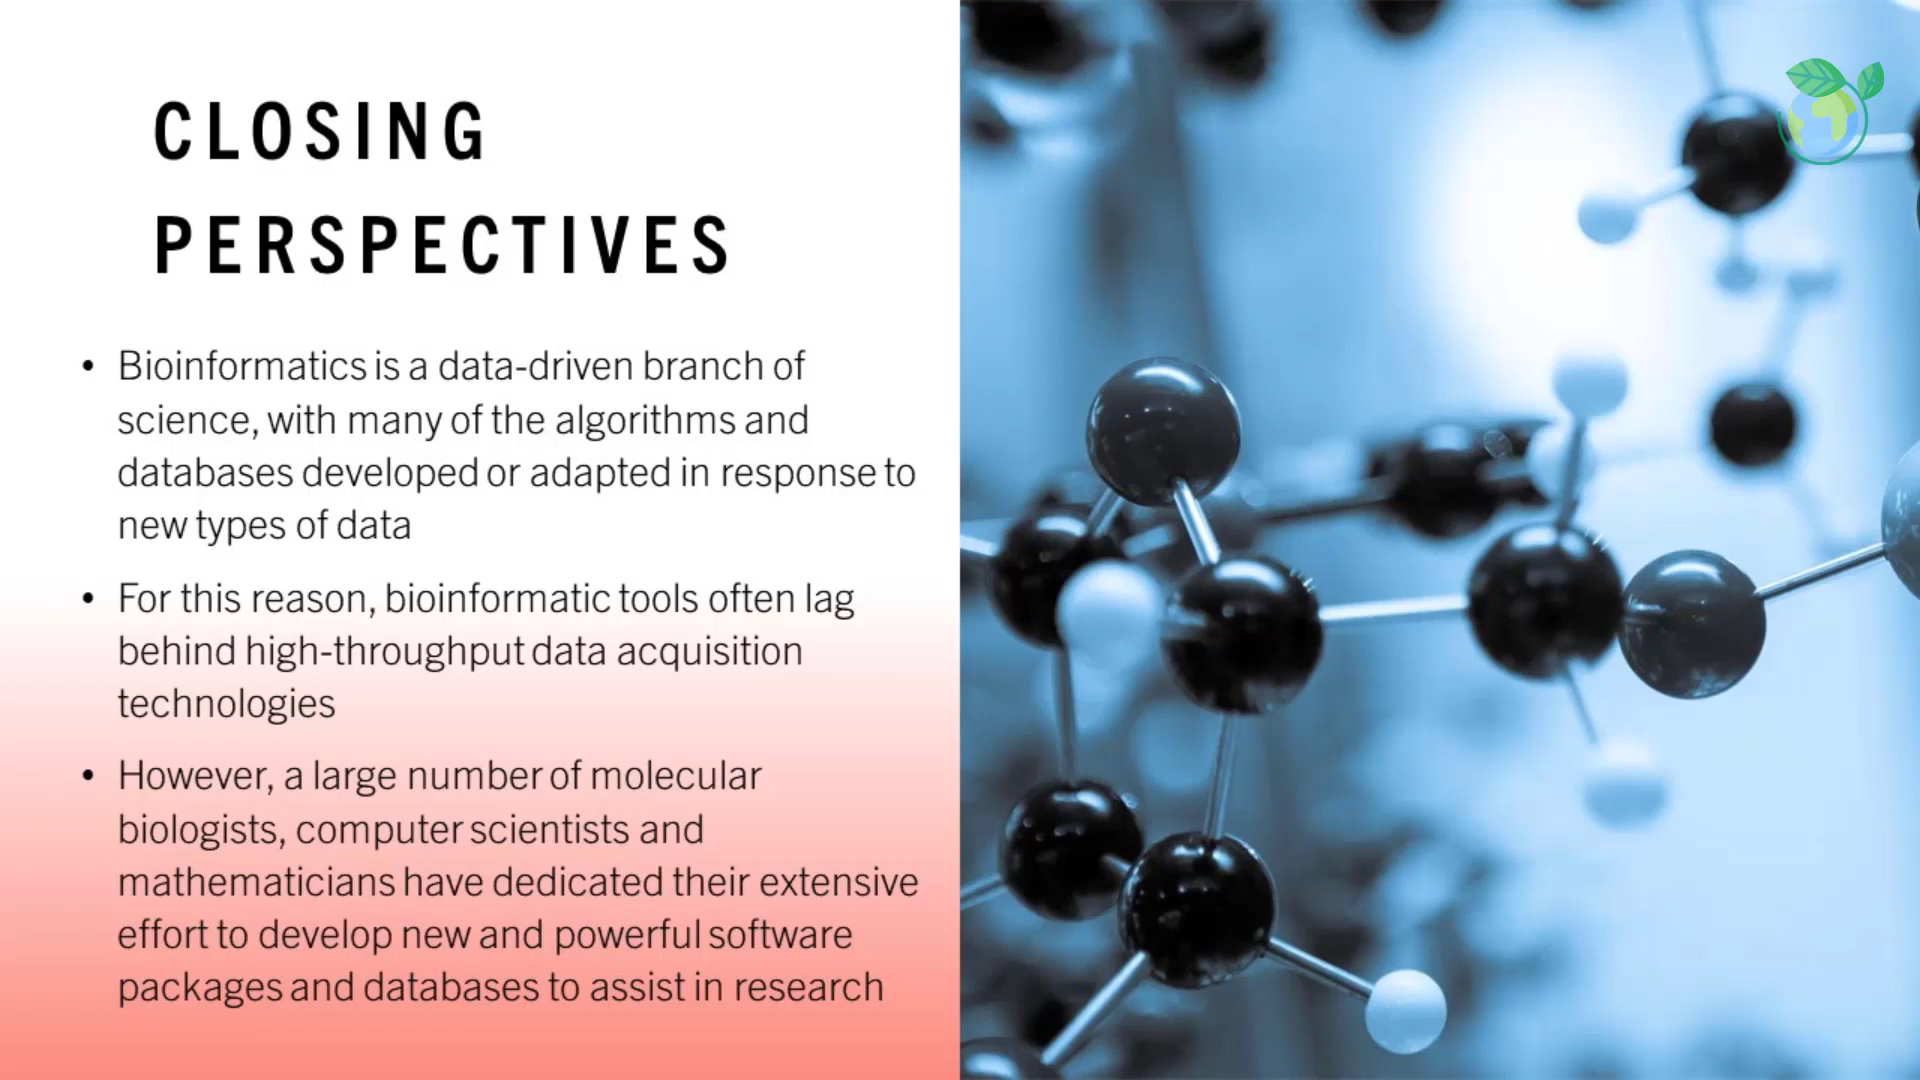 CLOSING
PERSPECTIVES
• Bioinformatics is a data-driven branch of
science, with many of the algorithms and
databases developed or adapted in response to
new types of data
• For this reason, bioinformatic tools often lag
behind high-throughput data acquisition
technologies
• However, a large number of molecular
biologists, computer scientists and
mathematicians have dedicated their extensive
effort to develop new and powerful software
packages and databases to assist in research